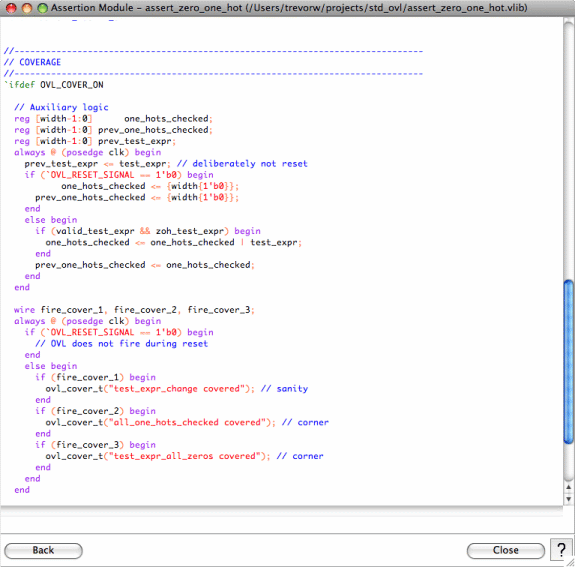 Assertion Module – assert_zero_one_hot (/Users/trevorw/projects/std_ovl/assert_zero_one_hot.vlib)
//------------------------------------------------------------------------------
// COVERAGE
//------------------------------------------------------------------------------
`ifdef OVL_COVER_ON
// Auxiliary logic
reg [width-1:0]      one_hots_checked;
reg [width-1:0] prev_one_hots_checked;
reg [width-1:0] prev_test_expr;
always @ (posedge clk) begin
prev_test_expr <= test_expr; // deliberately not reset
if (`OVL_RESET_SIGNAL == 1'b0) begin
one_hots_checked <= {width{1'b0}};
prev_one_hots_checked <= {width{1'b0}};
end
else begin
if (valid_test_expr && zoh_test_expr) begin
one_hots_checked <= one_hots_checked | test_expr;
end
prev_one_hots_checked <= one_hots_checked;
end
end
wire fire_cover_1, fire_cover_2, fire_cover_3;
always @ (posedge clk) begin
if (`OVL_RESET_SIGNAL == 1'b0) begin
// OVL does not fire during reset
end
else begin
if (fire_cover_1) begin
ovl_cover_t("test_expr_change covered"); // sanity
end
if (fire_cover_2) begin
ovl_cover_t("all_one_hots_checked covered"); // corner
end
if (fire_cover_3) begin
ovl_cover_t("test_expr_all_zeros covered"); // corner
end
end
end
Back
Close
?